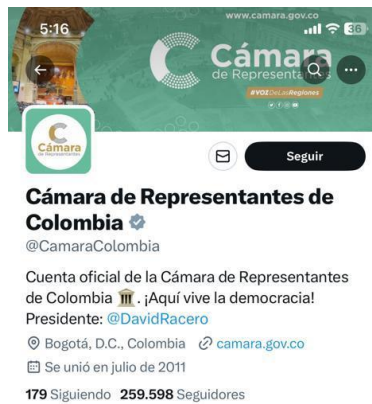 www.camara.gov.co
5:16
36
Cámara
de Representantes
#VOZDeLasRegiones
Cámara
de Representantes
Seguir
Cámara de Representantes de
Colombia
@CamaraColombia
Cuenta oficial de la Cámara de Representantes
de Colombia 🏛️. ¡Aquí vive la democracia!
Presidente: @DavidRacero
Bogotá, D.C., Colombia camara.gov.co
Se unió en julio de 2011
179 Siguiendo 259.598 Seguidores